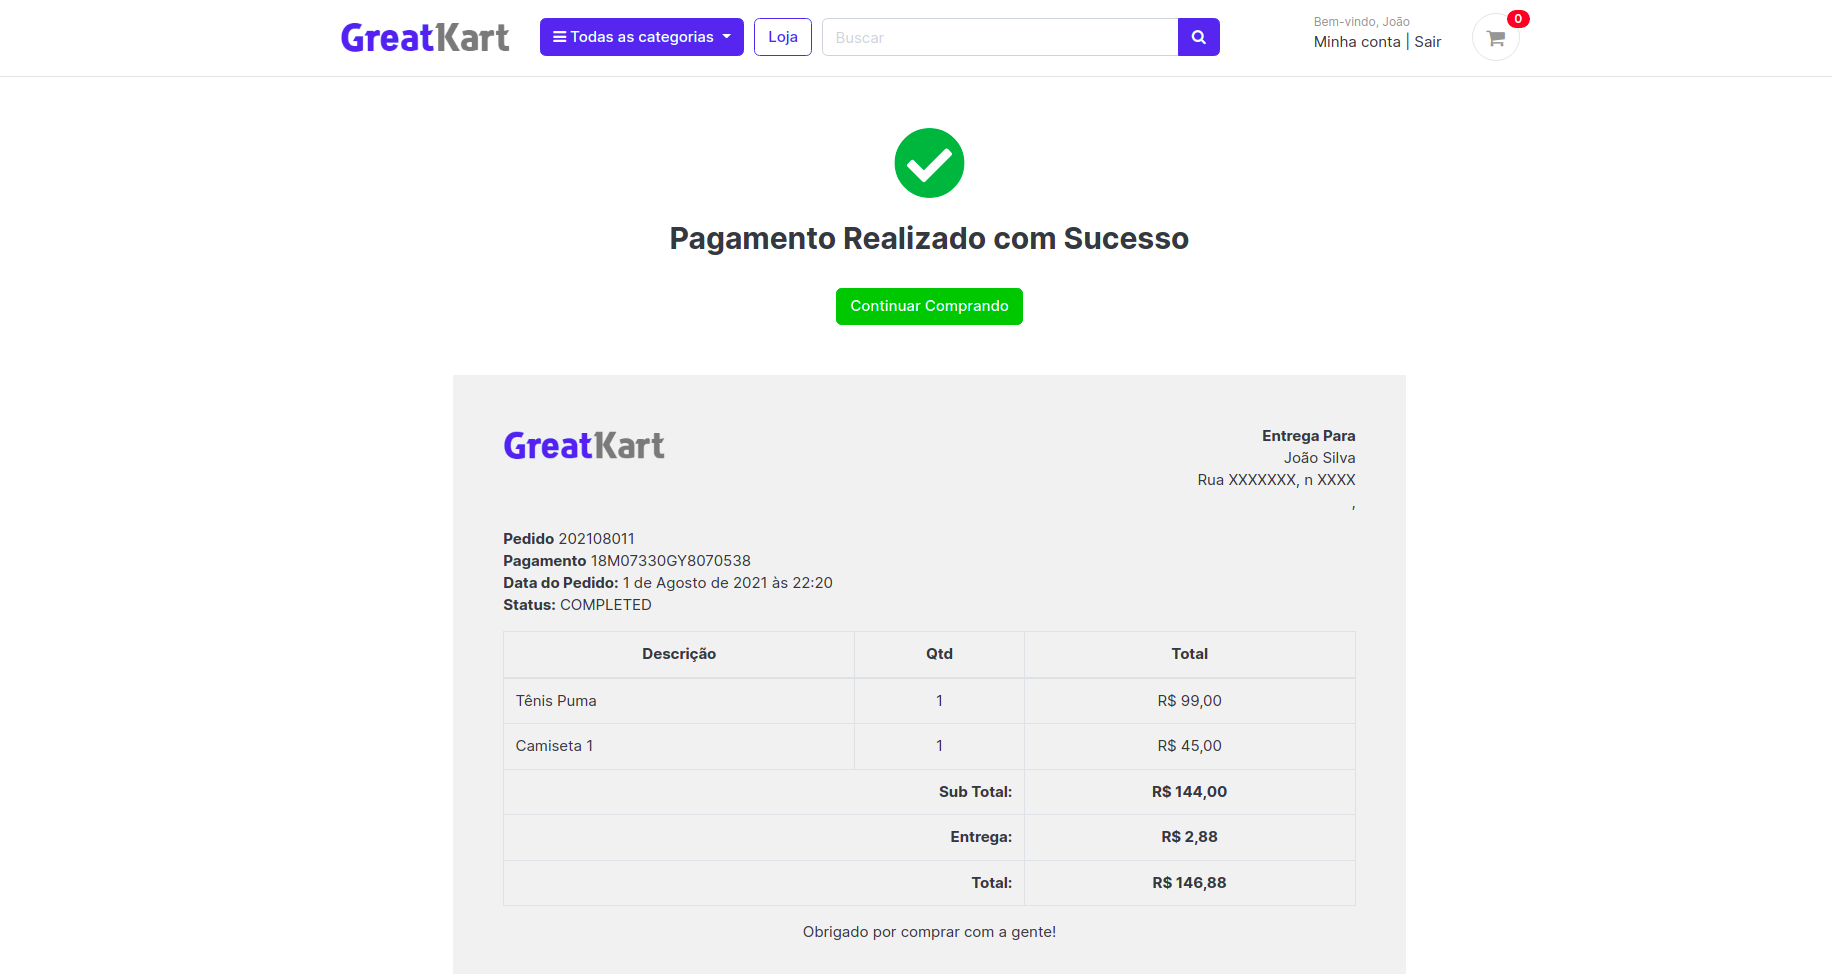 GreatKart
Todas as categorias
Loja
Buscar
Bem-vindo, João
Minha conta | Sair
0
Pagamento Realizado com Sucesso
Continuar Comprando
GreatKart
Entrega Para
João Silva
Rua XXXXXXX, n XXXX
,
Pedido 202108011
Pagamento 18M07330GY8070538
Data do Pedido: 1 de Agosto de 2021 às 22:20
Status: COMPLETED
Descrição Qtd Total
Tênis Puma 1 R$ 99,00
Camiseta 1 1 R$ 45,00
Sub Total: R$ 144,00
Entrega: R$ 2,88
Total: R$ 146,88
Obrigado por comprar com a gente!